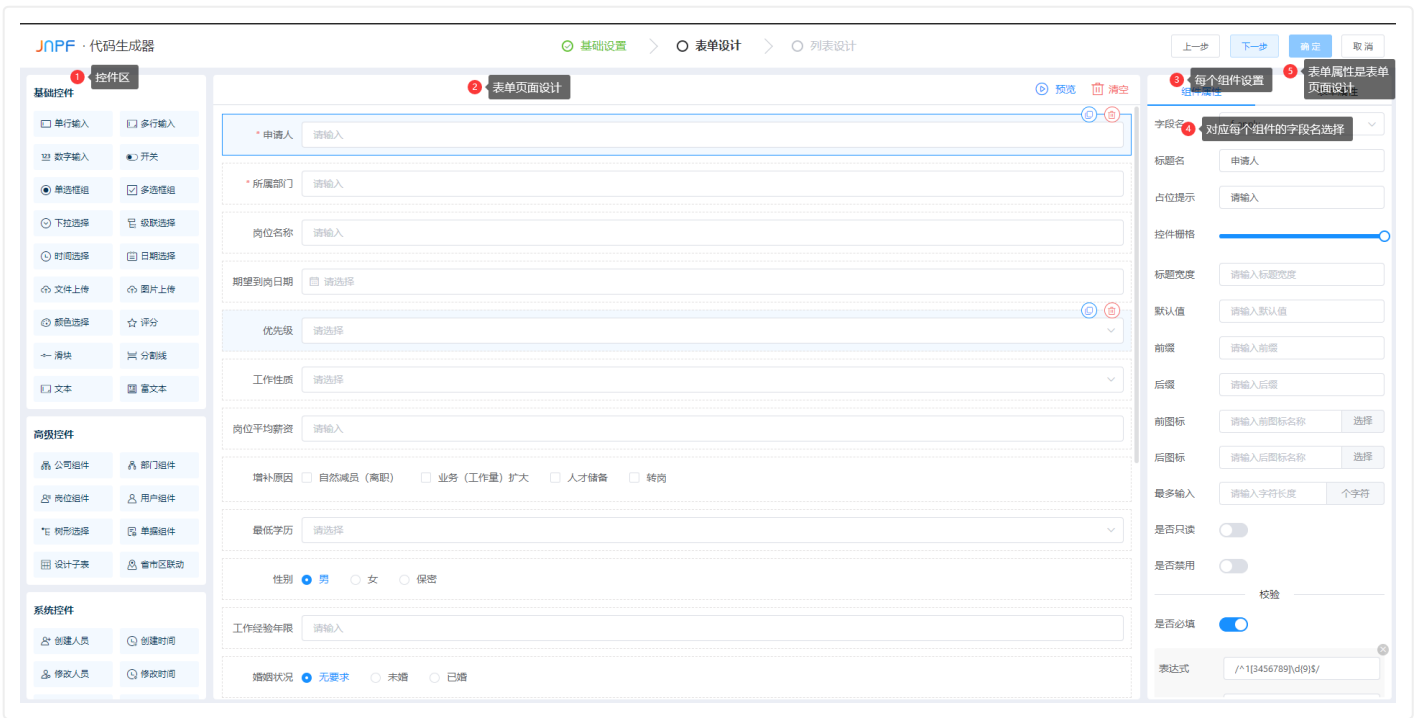 JNPF · 代码生成器
基础设置
表单设计
列表设计
上一步
下一步
确定
取消
1 控件区
基础控件
单行输入 多行输入
数字输入 开关
单选框组 多选框组
下拉选择 级联选择
时间选择 日期选择
文件上传 图片上传
颜色选择 评分
滑块 分割线
文本 富文本
高级控件
公司组件 部门组件
岗位组件 用户组件
树形选择 单据组件
设计子表 省市区联动
系统控件
创建人员 创建时间
修改人员 修改时间
2 表单页面设计
预览 清空
* 申请人 请输入
* 所属部门 请输入
岗位名称 请输入
期望到岗日期 请选择
优先级 请选择
工作性质 请选择
岗位平均薪资 请输入
增补原因 自然减员（离职） 业务（工作量）扩大 人才储备 转岗
最低学历 请选择
性别 男 女 保密
工作经验年限 请输入
婚姻状况 无要求 未婚 已婚
3 每个组件设置
5 表单属性是表单
页面设计
组件属性
字段名
4 对应每个组件的字段名选择
标题名 申请人
占位提示 请输入
控件栅格
标题宽度 请输入标题宽度
默认值 请输入默认值
前缀 请输入前缀
后缀 请输入后缀
前图标 请输入前图标名称 选择
后图标 请输入后图标名称 选择
最多输入 请输入字符长度 个字符
是否只读
是否禁用
校验
是否必填
表达式 /^1[3456789]\d{9}$/